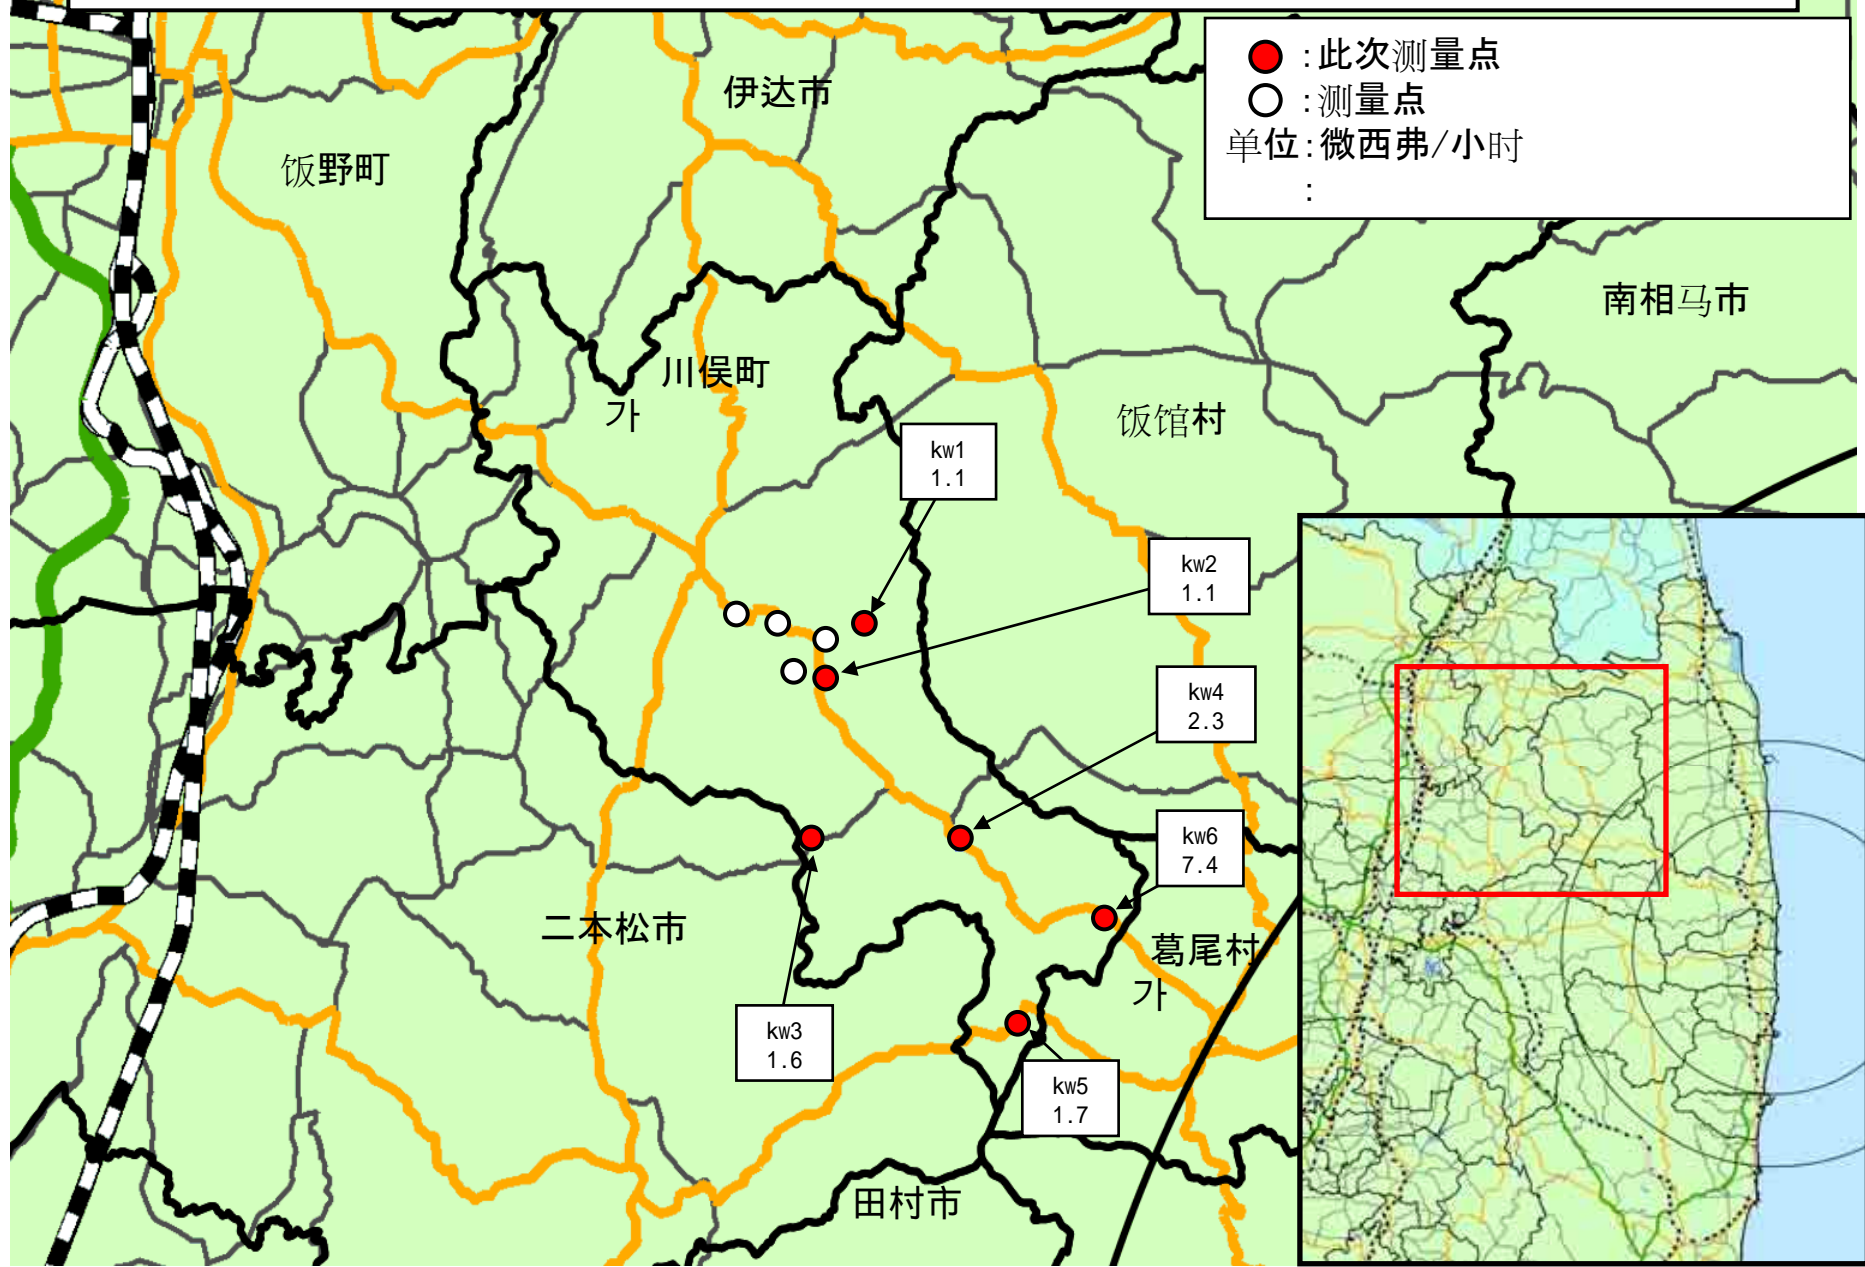 :此次测量点
:测量点
单位:微西弗/小时
:
伊达市
饭野町
南相马市
川俣町
가
饭馆村
kw1
1.1
kw2
1.1
kw4
2.3
kw6
7.4
二本松市
葛尾村
가
kw3
1.6
kw5
1.7
田村市